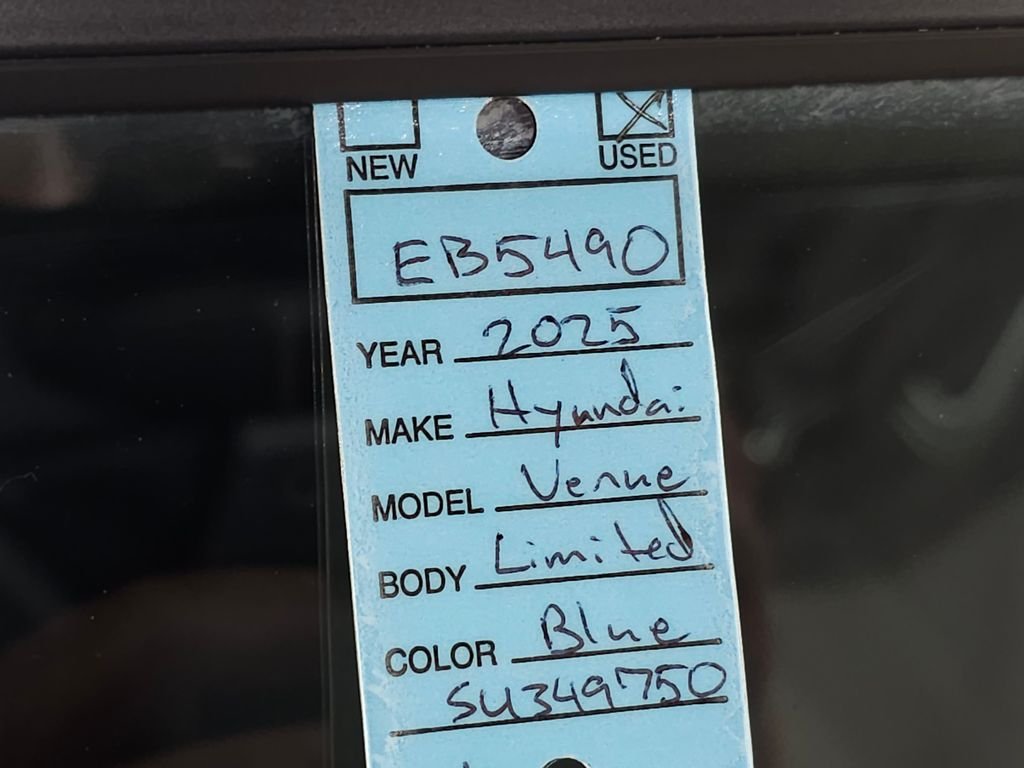 NEW USED
EB5490
YEAR 2025
MAKE Hyundai
MODEL Venue
BODY Limited
COLOR Blue
SU349750